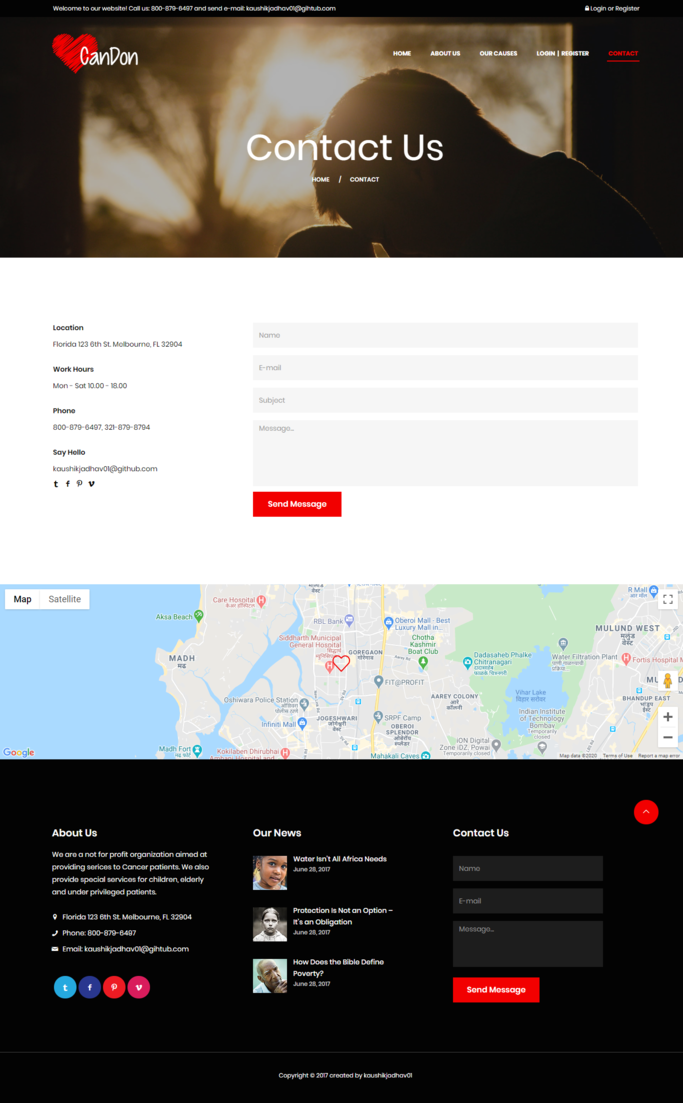 Welcome to our website! Call us: 800-879-6497 and send e-mail: kaushikjadhav01@gihtub.com
Login or Register
CanDon
HOME
ABOUT US
OUR CAUSES
LOGIN | REGISTER
CONTACT
Contact Us
HOME / CONTACT
Location
Florida 123 6th St. Melbourne, FL 32904
Work Hours
Mon - Sat 10.00 - 18.00
Phone
800-879-6497, 321-879-8794
Say Hello
kaushikjadhav01@github.com
Name
E-mail
Subject
Message...
Send Message
Map
Satellite
Care Hospital
Aksa Beach
RBL Bank
Oberoi Mall - Best
Luxury Mall in...
R Mall
MULUND WEST
मुलुंड
वेस्ट
Siddharth Municipal
General Hospital
Chotha
Kashmir
Boat Club
GOREGAON
गोरेगांव
MADH
मढ
Dadasaheb Phalke
Chitranagari
Water Filtration Plant
Fortis Hospital
FIT@PROFIT
AAREY COLONY
Oshiwara Police Station
Vihar Lake
BHANDUP EAST
Infiniti Mall
JOGESHWARI
SRPF Camp
Indian Institute of
Technology
Bombay
Temporarily closed
OBEROI
SPLENDOR
iON Digital
Zone iDZ, Powai
Temporarily closed
Madh Fort
Kokilaben Dhirubhai
Mahakali Caves
Google
Map data ©2020
Terms of Use
Report a map error
About Us
We are a not for profit organization aimed at
providing serices to Cancer patients. We also
provide special services for children, elderly
and under privileged patients.
Florida 123 6th St. Melbourne, FL 32904
Phone: 800-879-6497
Email: kaushikjadhav01@gihtub.com
Our News
Water Isn't All Africa Needs
June 28, 2017
Protection Is Not an Option –
It's an Obligation
June 28, 2017
How Does the Bible Define
Poverty?
June 28, 2017
Contact Us
Name
E-mail
Message...
Send Message
Copyright © 2017 created by kaushikjadhav01